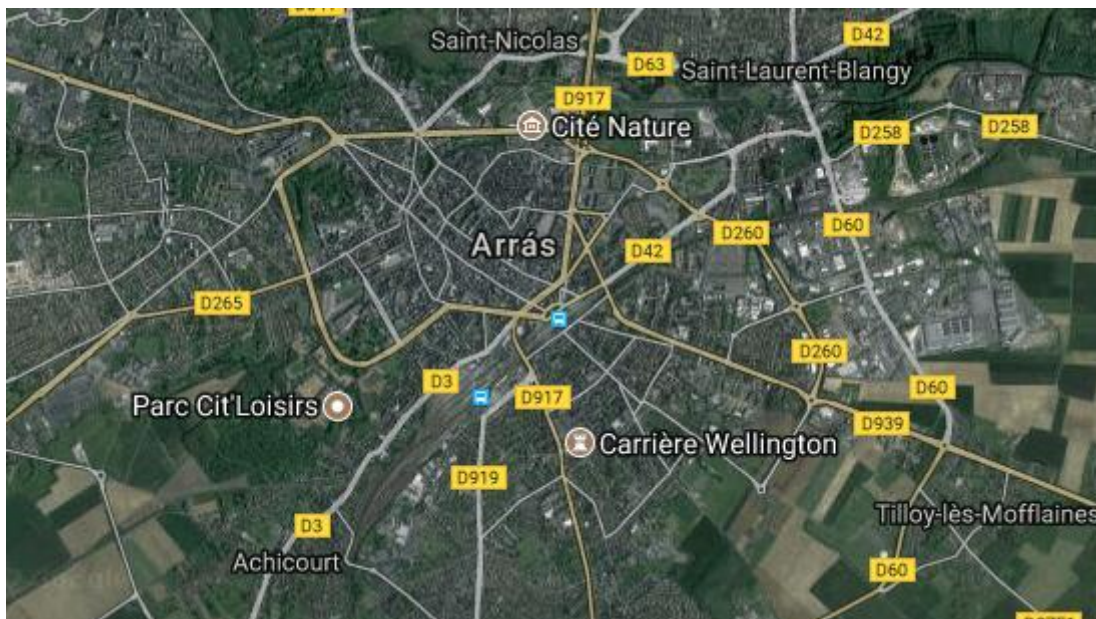 D42
Saint-Nicolas
D63
Saint-Laurent-Blangy
D917
Cité Nature
D258
D258
D60
D260
Arrás
D42
D265
D260
D3
D60
D917
Parc Cit'Loisirs
D939
Carrière Wellington
D919
Tilloy-lès-Mofflaines
D3
Achicourt
D60